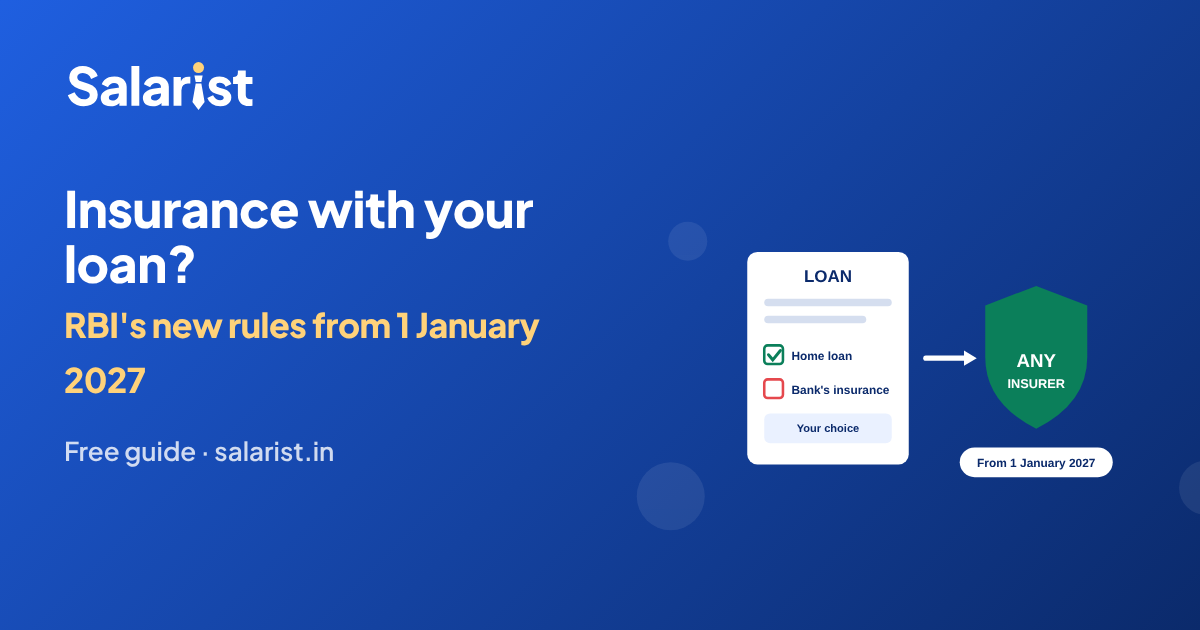 Salarist
Insurance with your
loan?
RBI's new rules from 1 January
2027
Free guide · salarist.in
LOAN
Home loan
Bank's insurance
Your choice
ANY
INSURER
From 1 January 2027